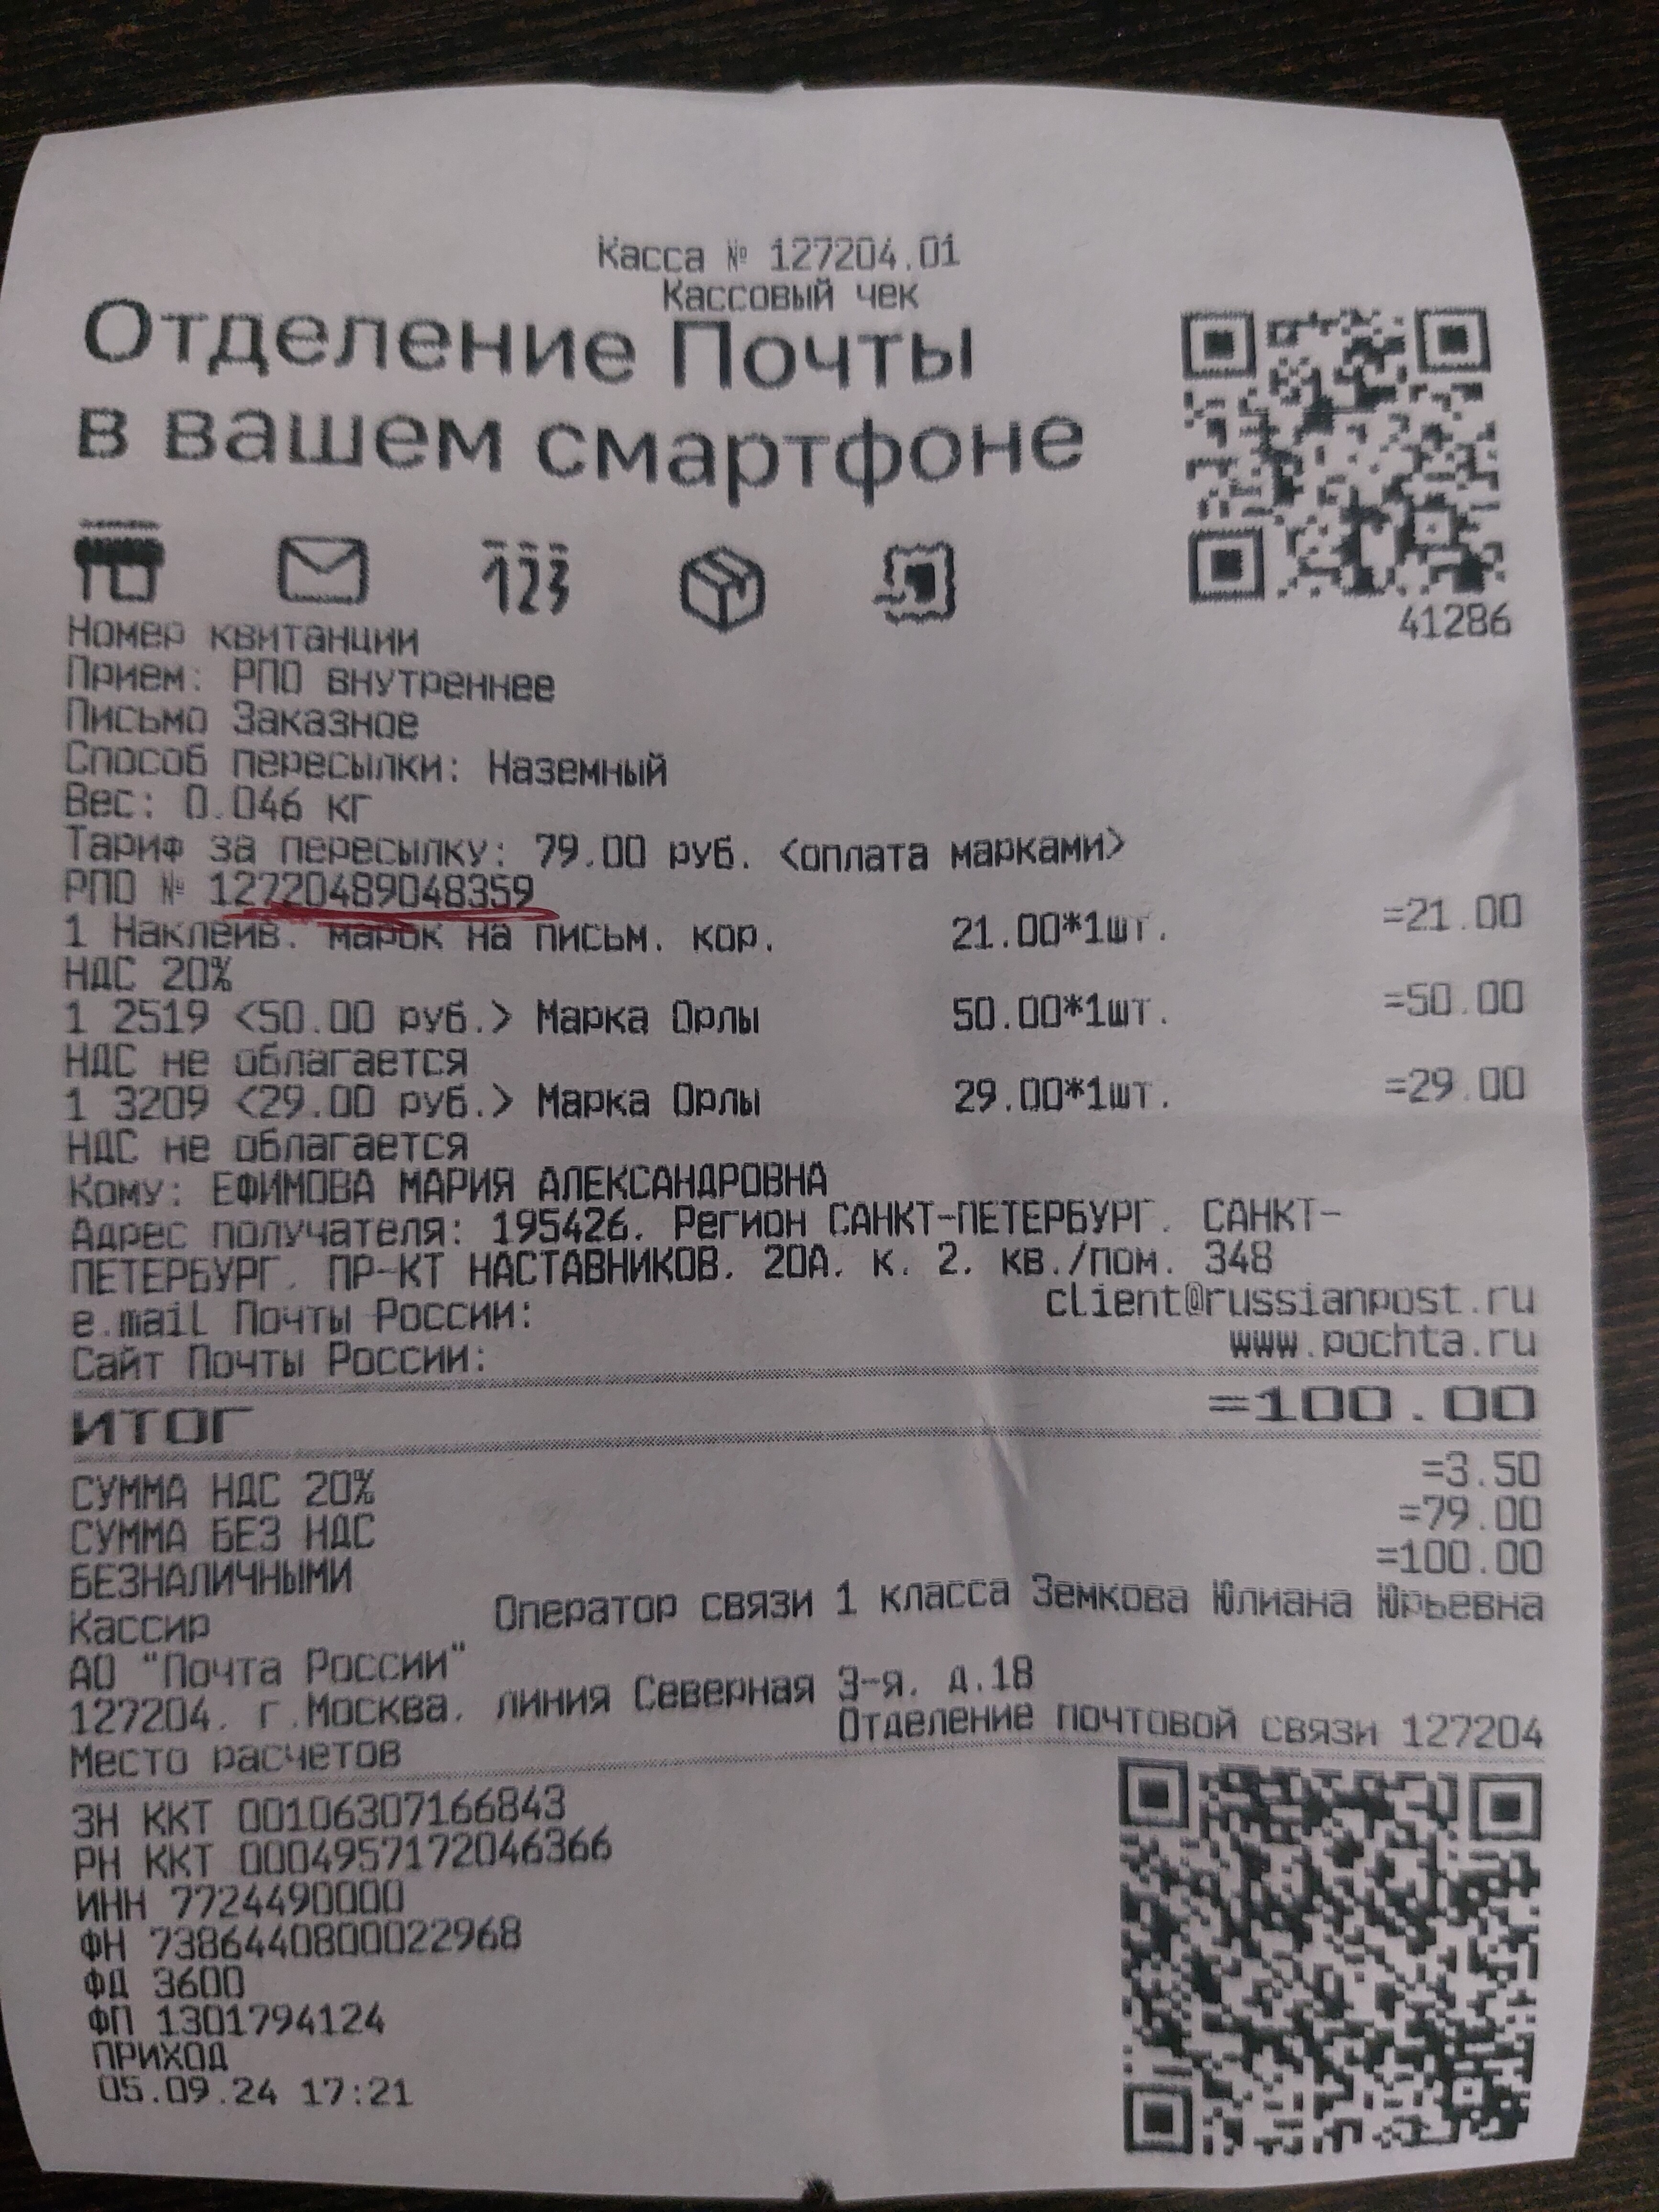 Касса № 127204.01
Кассовый чек
Отделение Почты
в вашем смартфоне
123
41286
Номер квитанции
Прием: РПО внутреннее
Письмо Заказное
Способ пересылки: Наземный
Вес: 0.046 кг
Тариф за пересылку: 79.00 руб. <оплата марками>
РПО № 12720489048359
1 Наклеив. марок на письм. кор. 21.00*1шт. =21.00
НДС 20%
1 2519 <50.00 руб.> Марка Орлы 50.00*1шт. =50.00
НДС не облагается
1 3209 <29.00 руб.> Марка Орлы 29.00*1шт. =29.00
НДС не облагается
Кому: ЕФИМОВА МАРИЯ АЛЕКСАНДРОВНА
Адрес получателя: 195426, Регион САНКТ-ПЕТЕРБУРГ, САНКТ-
ПЕТЕРБУРГ, ПР-КТ НАСТАВНИКОВ, 20А, к. 2, кв./пом. 348
e.mail Почты России: client@russianpost.ru
Сайт Почты России: www.pochta.ru
ИТОГ =100.00
СУММА НДС 20% =3.50
СУММА БЕЗ НДС =79.00
БЕЗНАЛИЧНЫМИ =100.00
Кассир Оператор связи 1 класса Земкова Юлиана Юрьевна
АО "Почта России"
127204, г.Москва, линия Северная 3-я, д.18
Место расчетов Отделение почтовой связи 127204
ЗН ККТ 00106307166843
РН ККТ 0004957172046366
ИНН 7724490000
ФН 7386440800022968
ФД 3600
ФП 1301794124
ПРИХОД
05.09.24 17:21